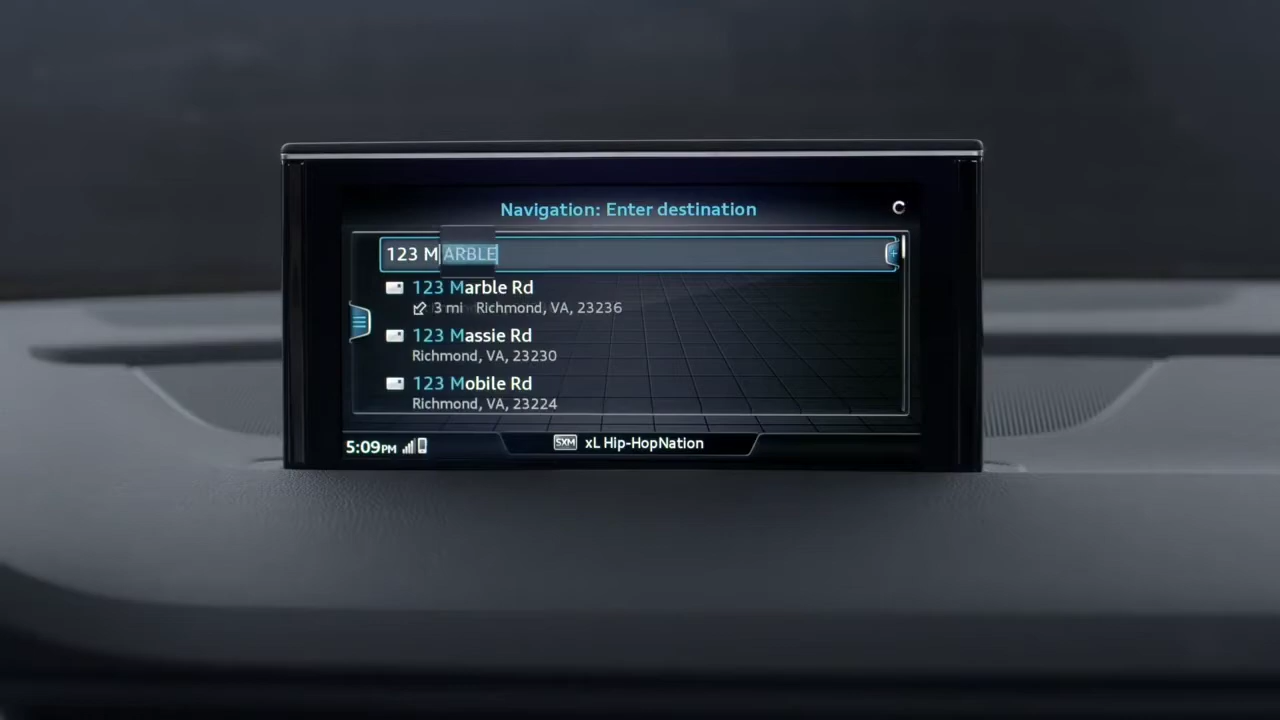 Navigation: Enter destination
123 MARBLE
123 Marble Rd
3 mi Richmond, VA, 23236
123 Massie Rd
Richmond, VA, 23230
123 Mobile Rd
Richmond, VA, 23224
5:09PM
SXM xL Hip-HopNation